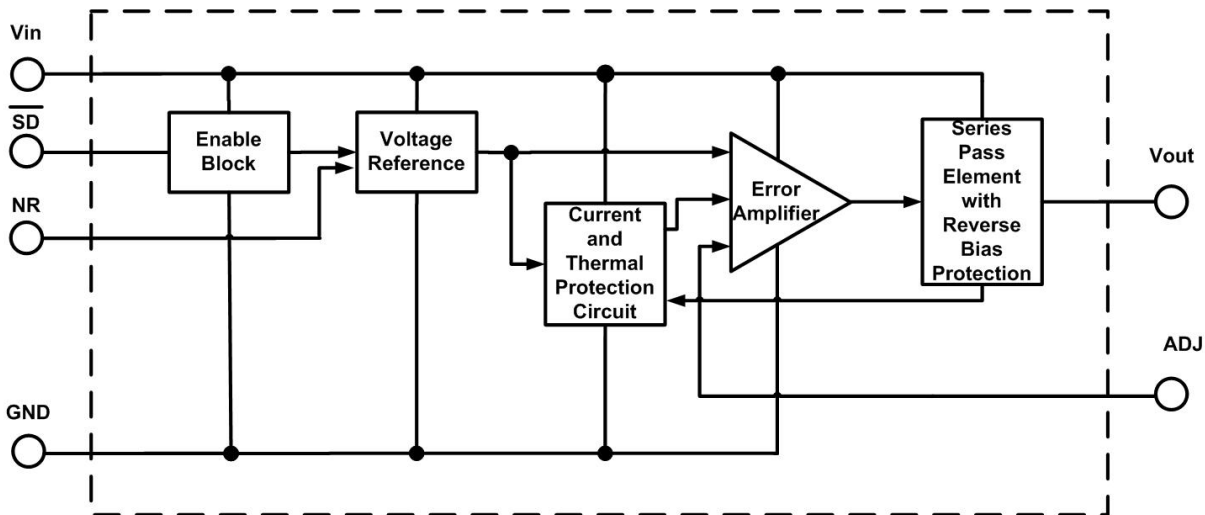 Vin
SD
NR
GND
Enable
Block
Voltage
Reference
Current
and
Thermal
Protection
Circuit
Error
Amplifier
Series
Pass
Element
with
Reverse
Bias
Protection
Vout
ADJ